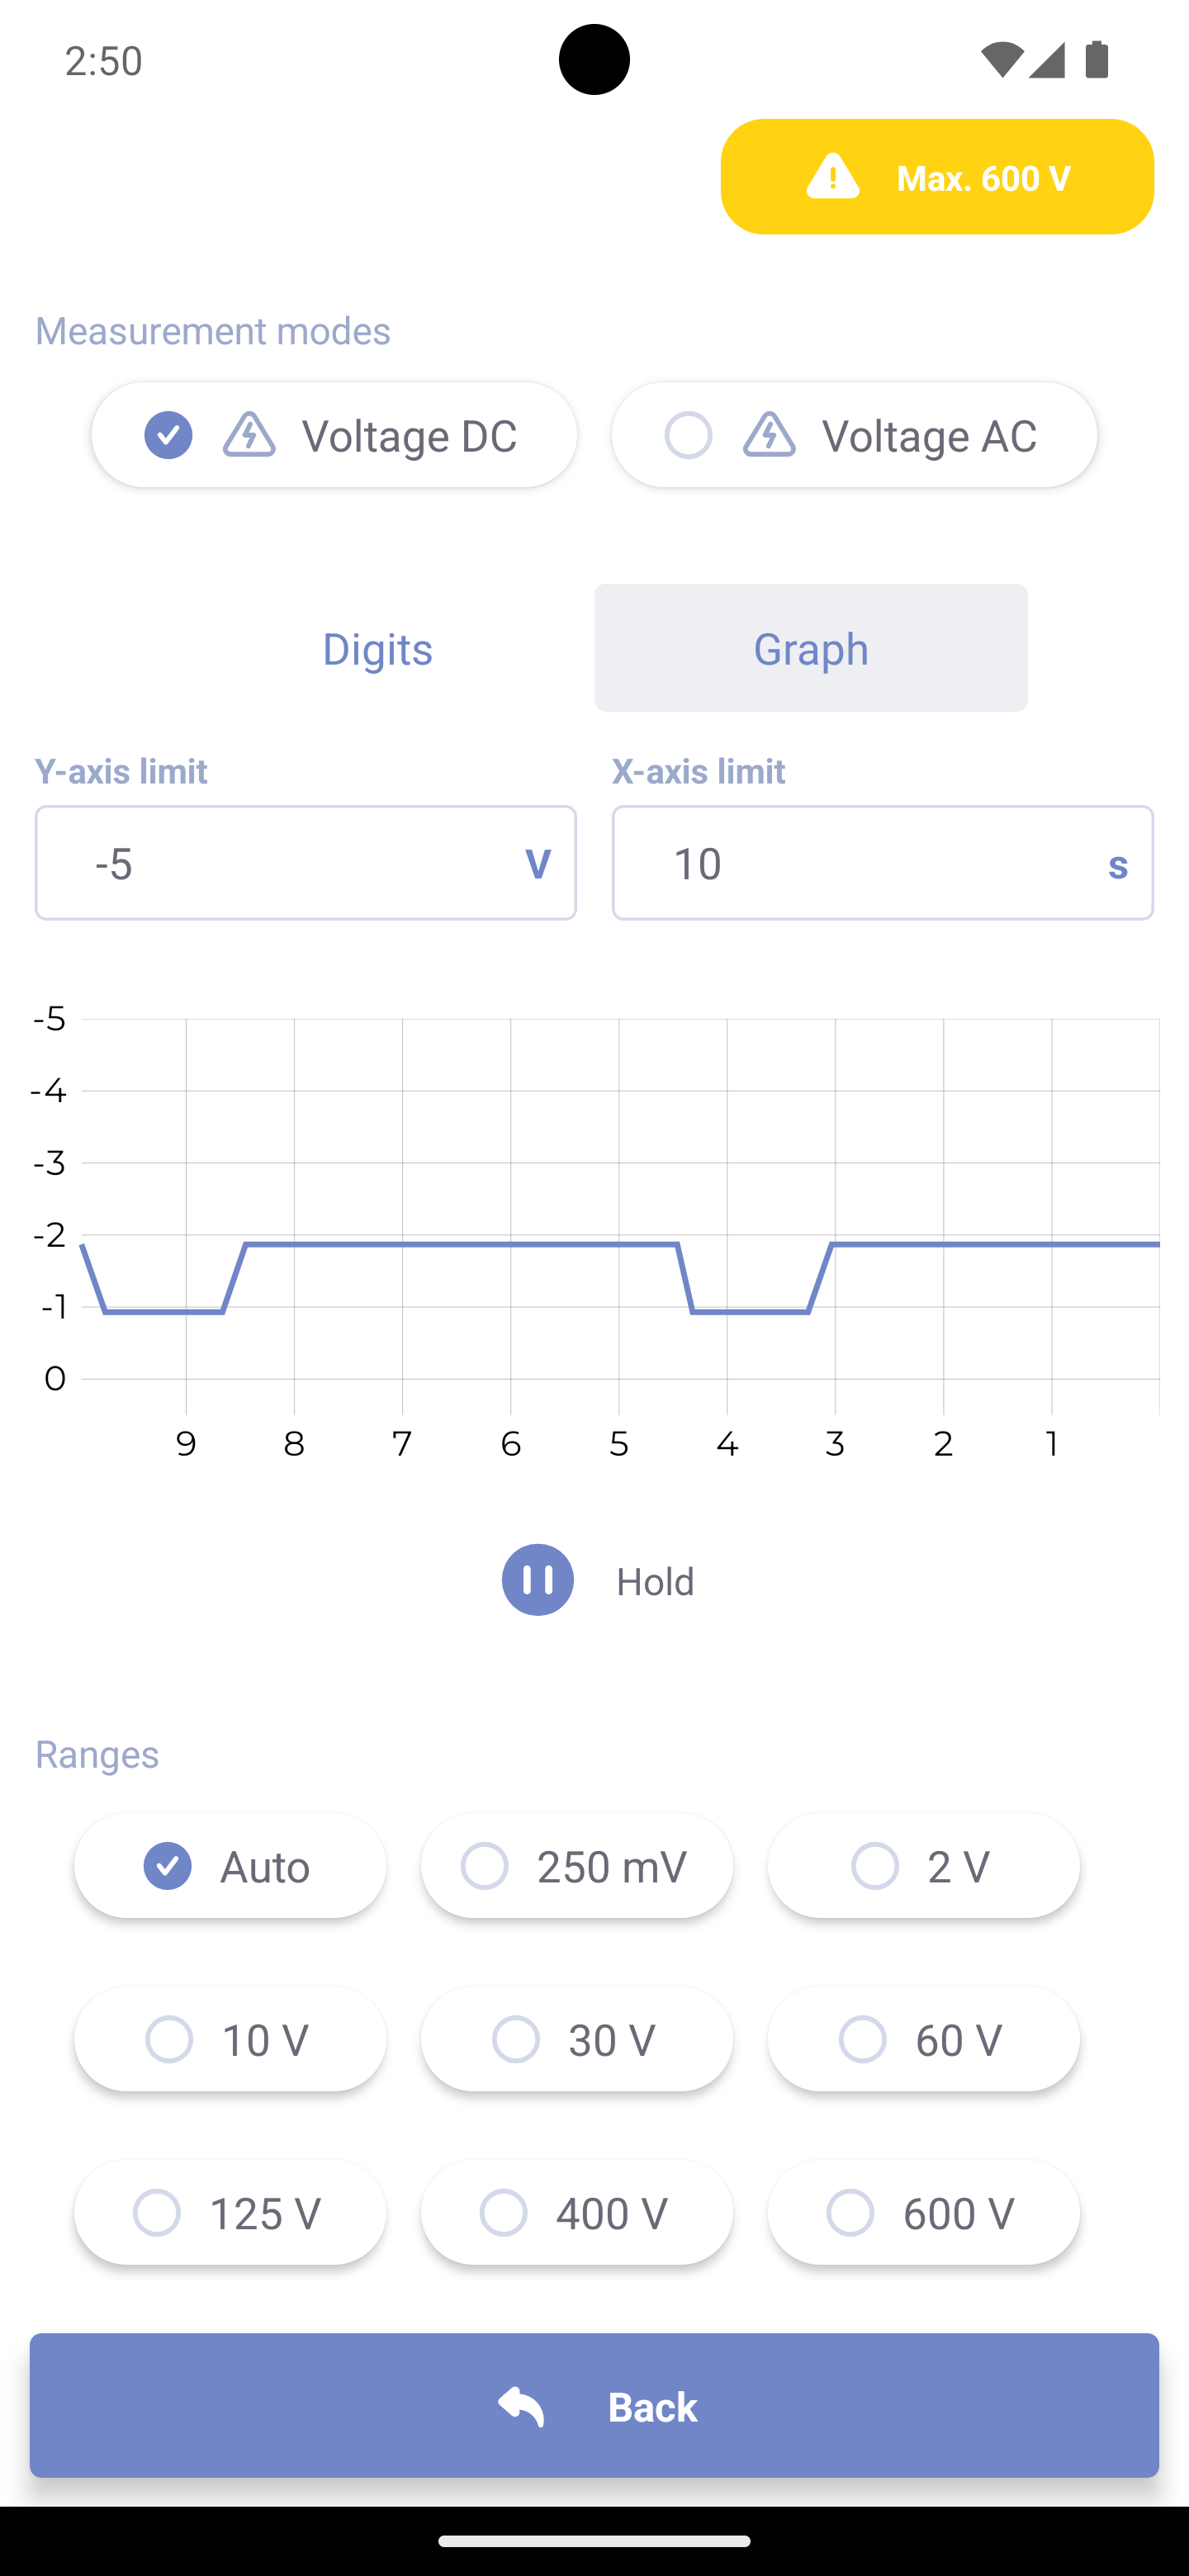 2:50
Max. 600 V
Measurement modes
Voltage DC Voltage AC
Digits Graph
Y-axis limit X-axis limit
-5 V 10 s
-5
-4
-3
-2
-1
0
9 8 7 6 5 4 3 2 1
Hold
Ranges
Auto 250 mV 2 V
10 V 30 V 60 V
125 V 400 V 600 V
Back